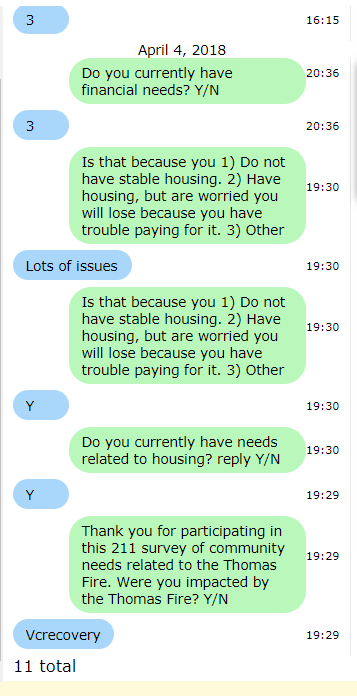 3
16:15
April 4, 2018
Do you currently have
financial needs? Y/N
20:36
3
20:36
Is that because you 1) Do not
have stable housing. 2) Have
housing, but are worried you
will lose because you have
trouble paying for it. 3) Other
19:30
Lots of issues
19:30
Is that because you 1) Do not
have stable housing. 2) Have
housing, but are worried you
will lose because you have
trouble paying for it. 3) Other
19:30
Y
19:30
Do you currently have needs
related to housing? reply Y/N
19:30
Y
19:29
Thank you for participating in
this 211 survey of community
needs related to the Thomas
Fire. Were you impacted by
the Thomas Fire? Y/N
19:29
Vcrecovery
19:29
11 total